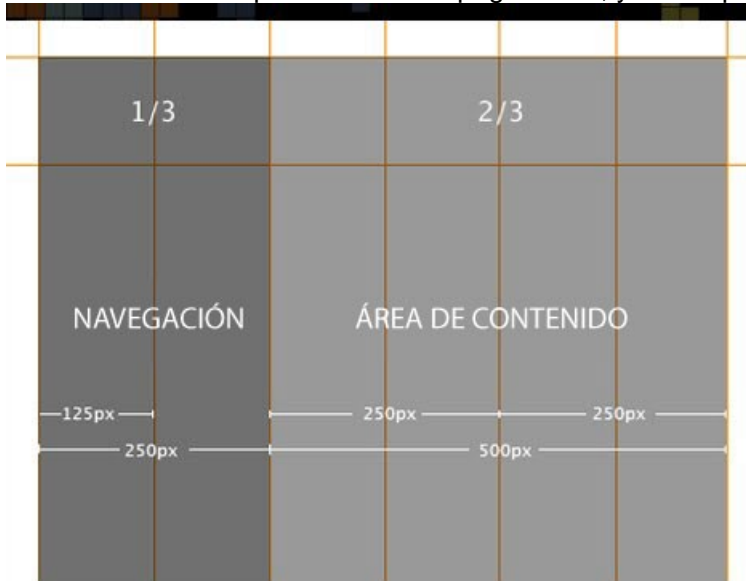 1/3
2/3
NAVEGACIÓN
ÁREA DE CONTENIDO
125px
250px
250px
250px
500px